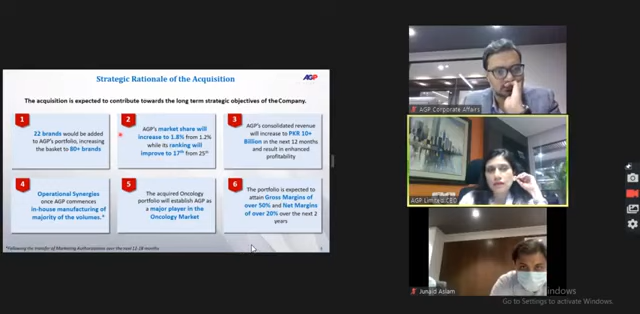 Strategic Rationale of the Acquisition
AGP
The acquisition is expected to contribute towards the long term strategic objectives of the Company.
1
22 brands would be added
to AGP's portfolio, increasing
the basket to 80+ brands
2
AGP's market share will
increase to 1.8% from 1.2%
while its ranking will
improve to 17th from 25th
3
AGP's consolidated revenue
will increase to PKR 10+
Billion in the next 12 months
and result in enhanced
profitability
4
Operational Synergies
once AGP commences
in-house manufacturing of
majority of the volumes.*
5
The acquired Oncology
portfolio will establish AGP as
a major player in the
Oncology Market
6
The portfolio is expected to
attain Gross Margins of
over 50% and Net Margins
of over 20% over the next 2
years
*Following the transfer of Marketing Authorizations over the next 12-18 months
AGP Corporate Affairs
AGP Limited CEO
Junaid Aslam
Go to Settings to activate Windows.